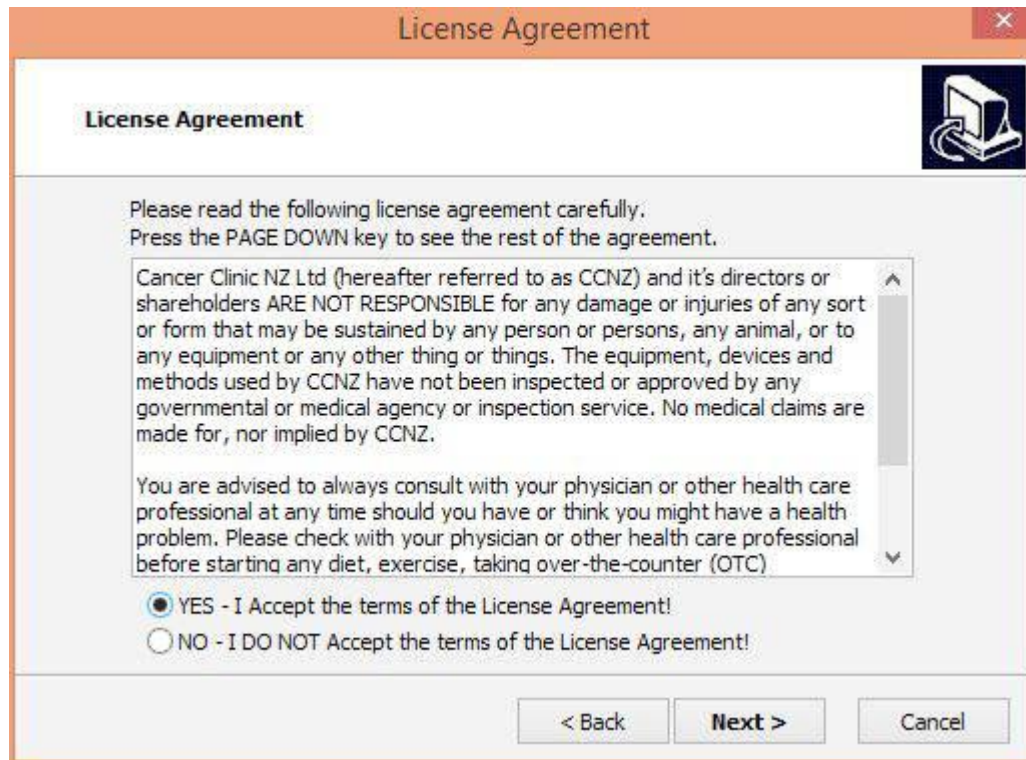 License Agreement
License Agreement
Please read the following license agreement carefully.
Press the PAGE DOWN key to see the rest of the agreement.
Cancer Clinic NZ Ltd (hereafter referred to as CCNZ) and it's directors or
shareholders ARE NOT RESPONSIBLE for any damage or injuries of any sort
or form that may be sustained by any person or persons, any animal, or to
any equipment or any other thing or things. The equipment, devices and
methods used by CCNZ have not been inspected or approved by any
governmental or medical agency or inspection service. No medical claims are
made for, nor implied by CCNZ.
You are advised to always consult with your physician or other health care
professional at any time should you have or think you might have a health
problem. Please check with your physician or other health care professional
before starting any diet, exercise, taking over-the-counter (OTC)
YES - I Accept the terms of the License Agreement!
NO - I DO NOT Accept the terms of the License Agreement!
< Back Next > Cancel